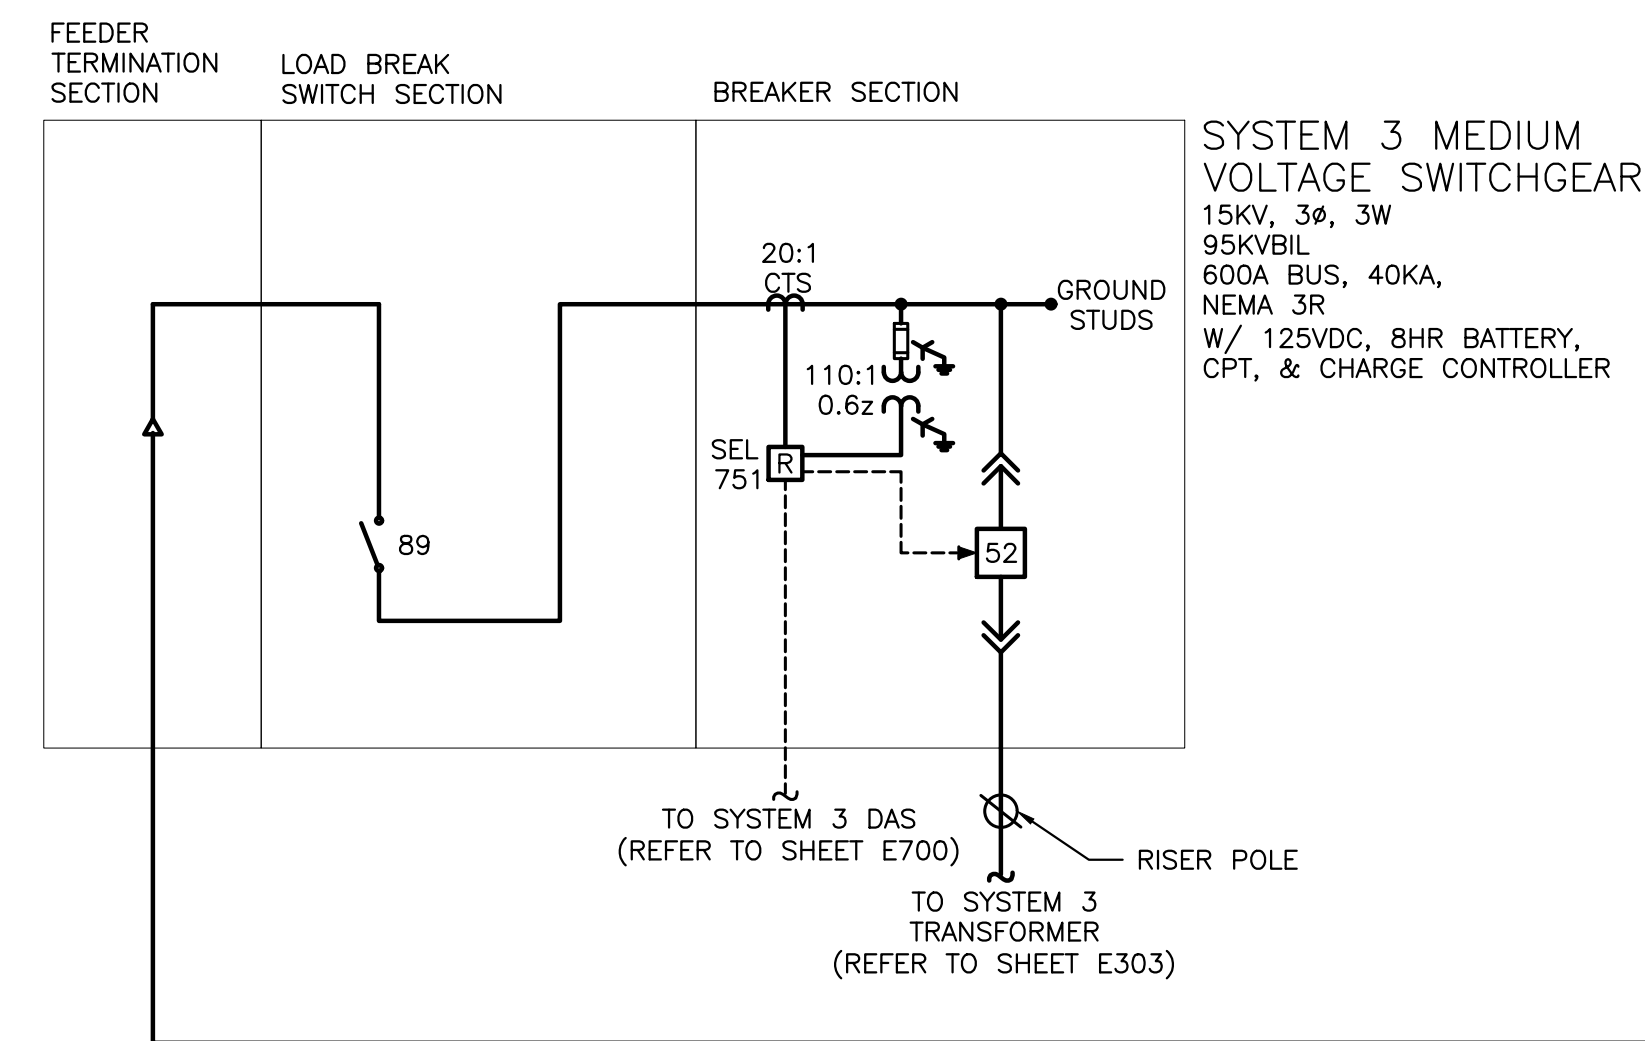 FEEDER
TERMINATION
SECTION
LOAD BREAK
SWITCH SECTION
BREAKER SECTION
SYSTEM 3 MEDIUM
VOLTAGE SWITCHGEAR
15KV, 3ø, 3W
95KVBIL
600A BUS, 40KA,
NEMA 3R
W/ 125VDC, 8HR BATTERY,
CPT, & CHARGE CONTROLLER
20:1
CTS
GROUND
STUDS
110:1
0.6z
SEL
751
R
89
52
TO SYSTEM 3 DAS
(REFER TO SHEET E700)
RISER POLE
TO SYSTEM 3
TRANSFORMER
(REFER TO SHEET E303)